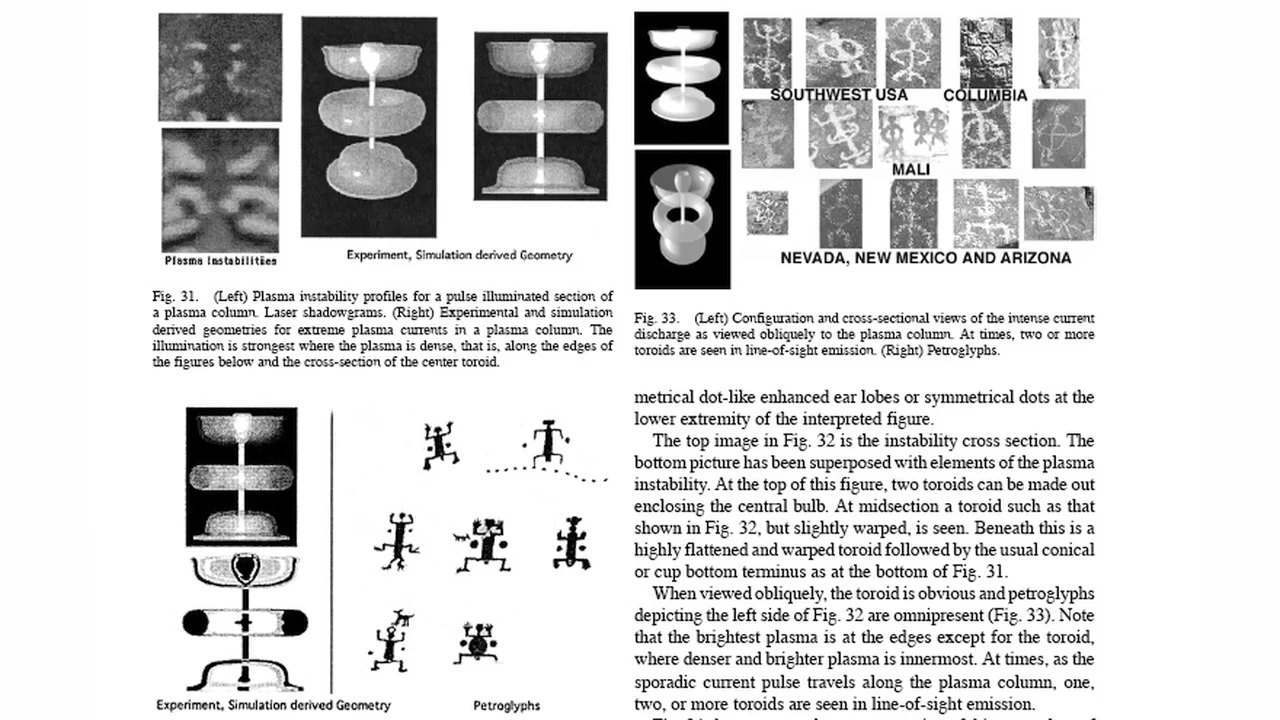 Plasma Instabilities
Experiment, Simulation derived Geometry
Fig. 31. (Left) Plasma instability profiles for a pulse illuminated section of
a plasma column. Laser shadowgrams. (Right) Experimental and simulation
derived geometries for extreme plasma currents in a plasma column. The
illumination is strongest where the plasma is dense, that is, along the edges of
the figures below and the cross-section of the center toroid.
Experiment, Simulation derived Geometry
Petroglyphs
SOUTHWEST USA
COLUMBIA
MALI
NEVADA, NEW MEXICO AND ARIZONA
Fig. 33. (Left) Configuration and cross-sectional views of the intense current
discharge as viewed obliquely to the plasma column. At times, two or more
toroids are seen in line-of-sight emission. (Right) Petroglyphs.
metrical dot-like enhanced ear lobes or symmetrical dots at the
lower extremity of the interpreted figure.
The top image in Fig. 32 is the instability cross section. The
bottom picture has been superposed with elements of the plasma
instability. At the top of this figure, two toroids can be made out
enclosing the central bulb. At midsection a toroid such as that
shown in Fig. 32, but slightly warped, is seen. Beneath this is a
highly flattened and warped toroid followed by the usual conical
or cup bottom terminus as at the bottom of Fig. 31.
When viewed obliquely, the toroid is obvious and petroglyphs
depicting the left side of Fig. 32 are omnipresent (Fig. 33). Note
that the brightest plasma is at the edges except for the toroid,
where denser and brighter plasma is innermost. At times, as the
sporadic current pulse travels along the plasma column, one,
two, or more toroids are seen in line-of-sight emission.